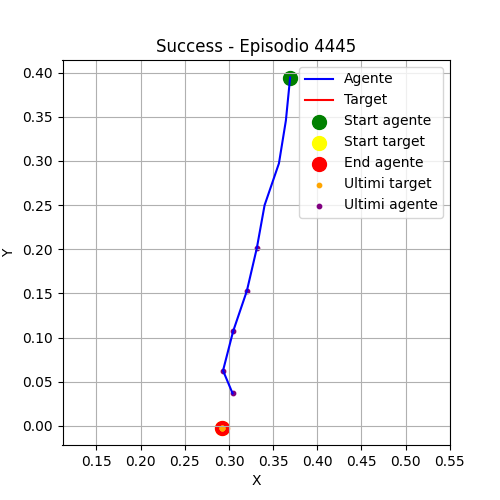 Success - Episodio 4445
Agente
Target
Start agente
Start target
End agente
Ultimi target
Ultimi agente
Y
0.40
0.35
0.30
0.25
0.20
0.15
0.10
0.05
0.00
0.15 0.20 0.25 0.30 0.35 0.40 0.45 0.50 0.55
X